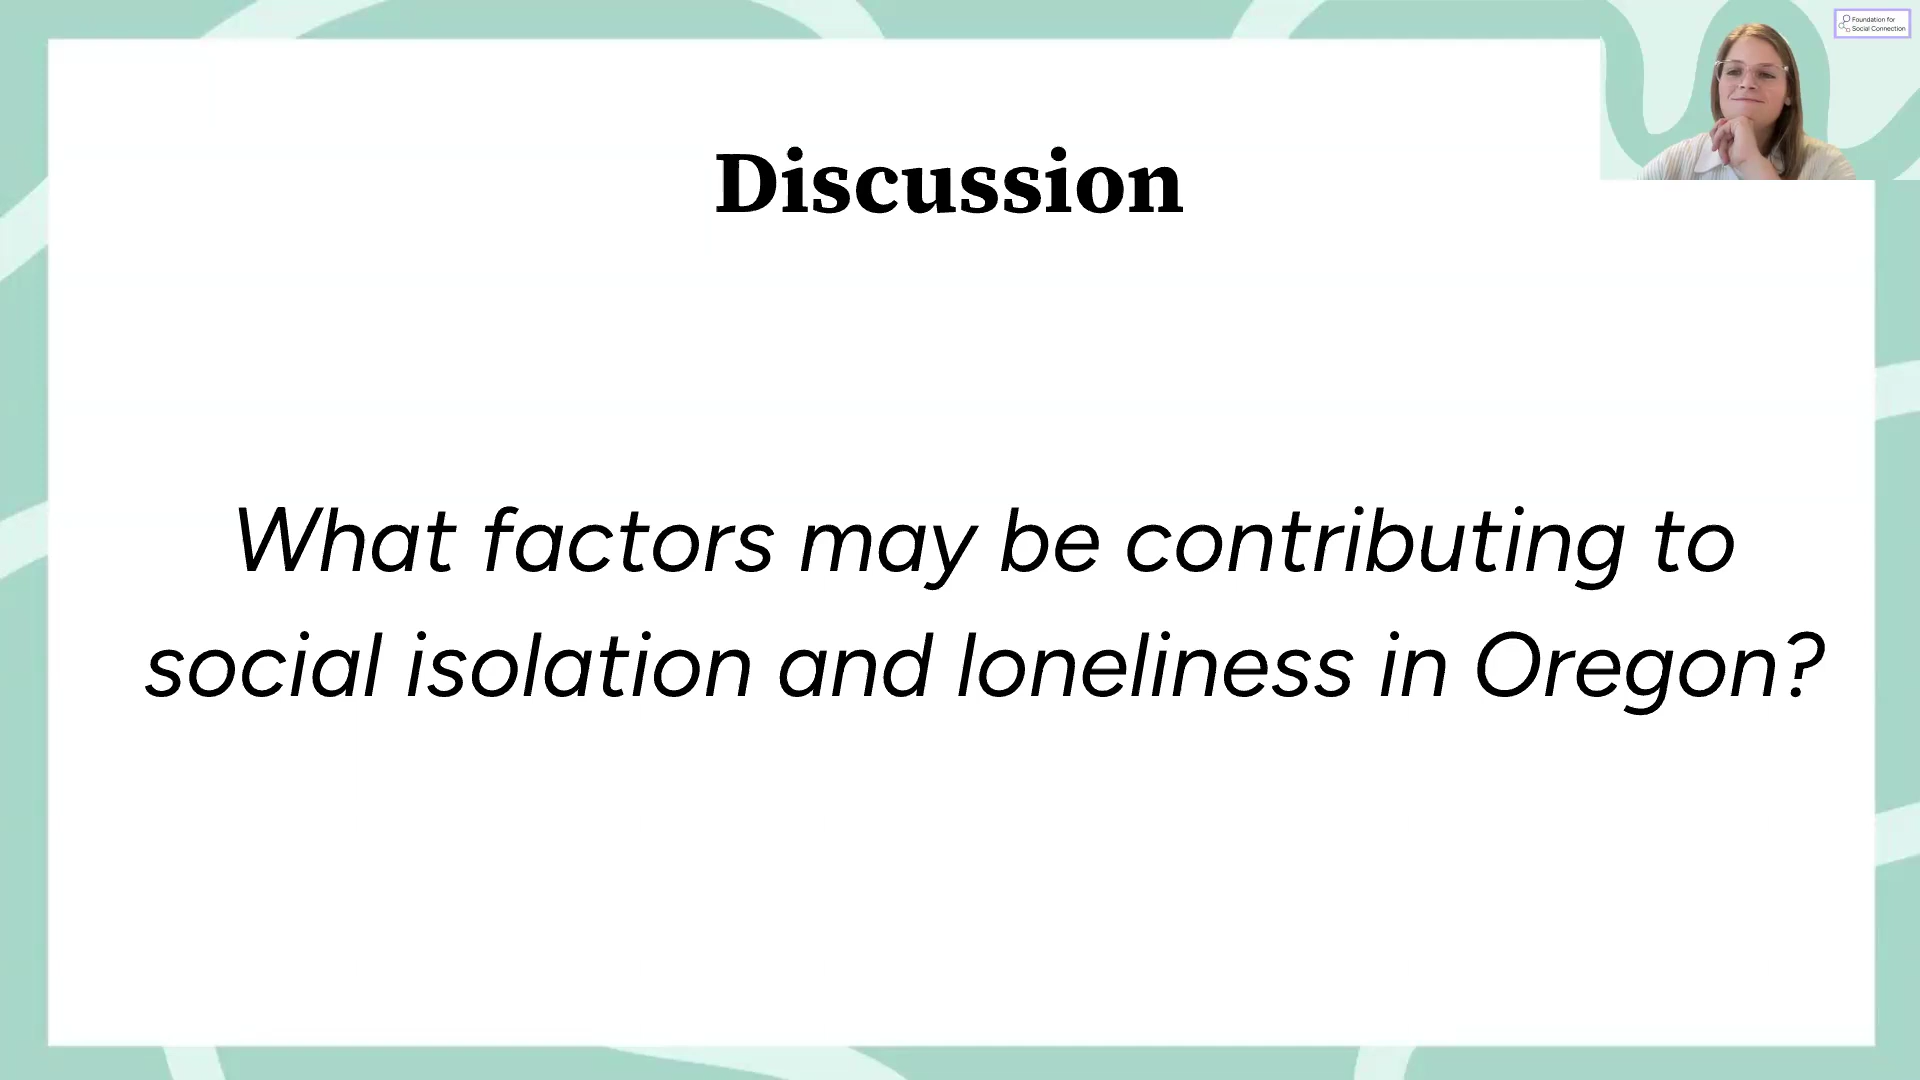 Foundation for
Social Connection
Discussion
What factors may be contributing to
social isolation and loneliness in Oregon?